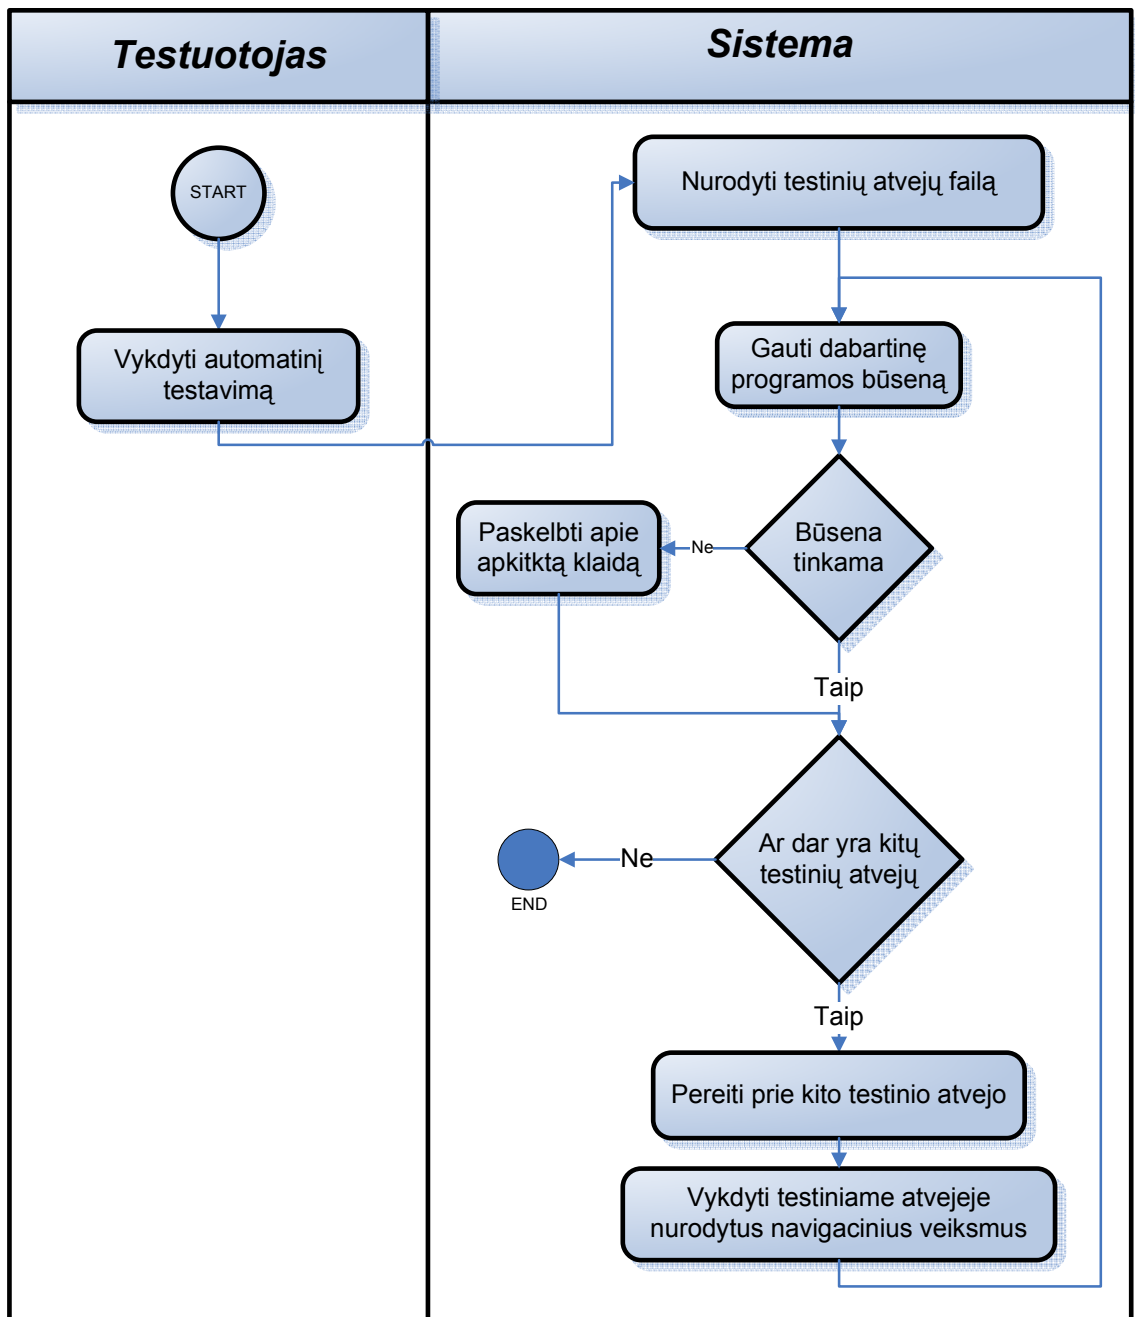 Testuotojas
Sistema
START
Nurodyti testinių atvejų failą
Vykdyti automatinį
testavimą
Gauti dabartinę
programos būseną
Būsena
tinkama
Ne
Paskelbti apie
apkitktą klaidą
Taip
Ar dar yra kitų
testinių atvejų
Ne
END
Taip
Pereiti prie kito testinio atvejo
Vykdyti testiniame atvejeje
nurodytus navigacinius veiksmus